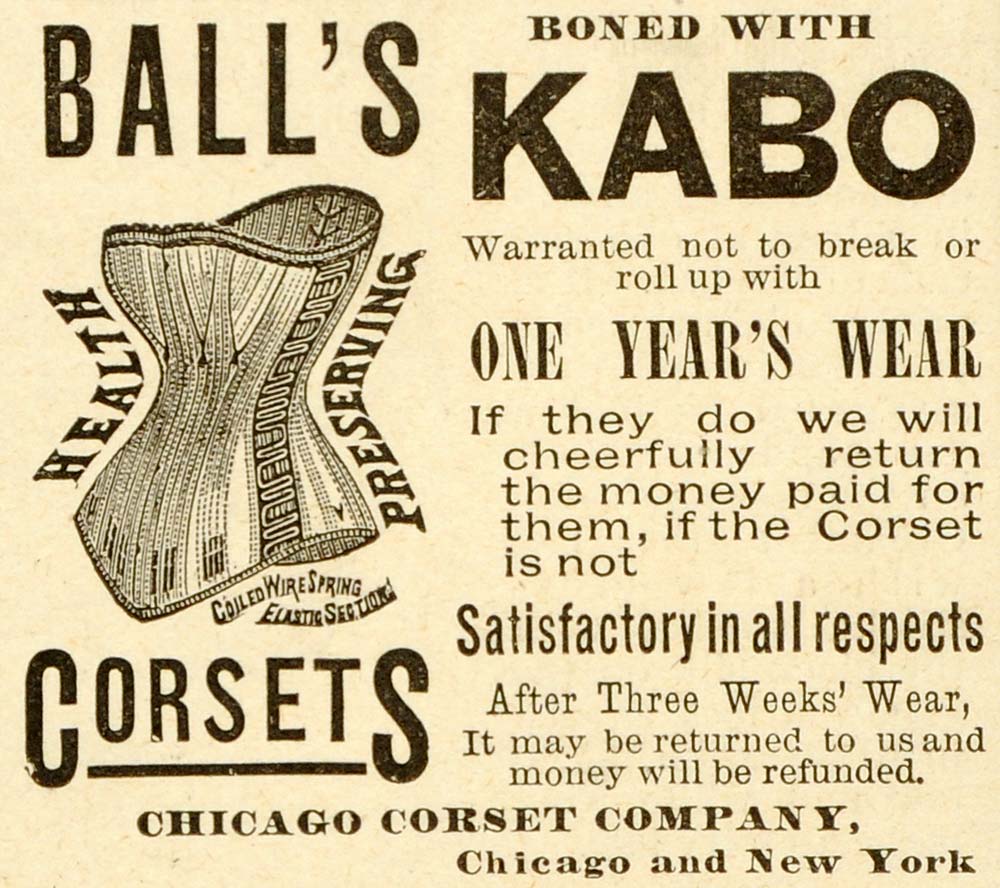 BALL'S
HEALTH
PRESERVING
COILED WIRE SPRING
ELASTIC SECTION
CORSETS
BONED WITH
KABO
Warranted not to break or
roll up with
ONE YEAR'S WEAR
If they do we will
cheerfully return
the money paid for
them, if the Corset
is not
Satisfactory in all respects
After Three Weeks' Wear,
It may be returned to us and
money will be refunded.
CHICAGO CORSET COMPANY,
Chicago and New York